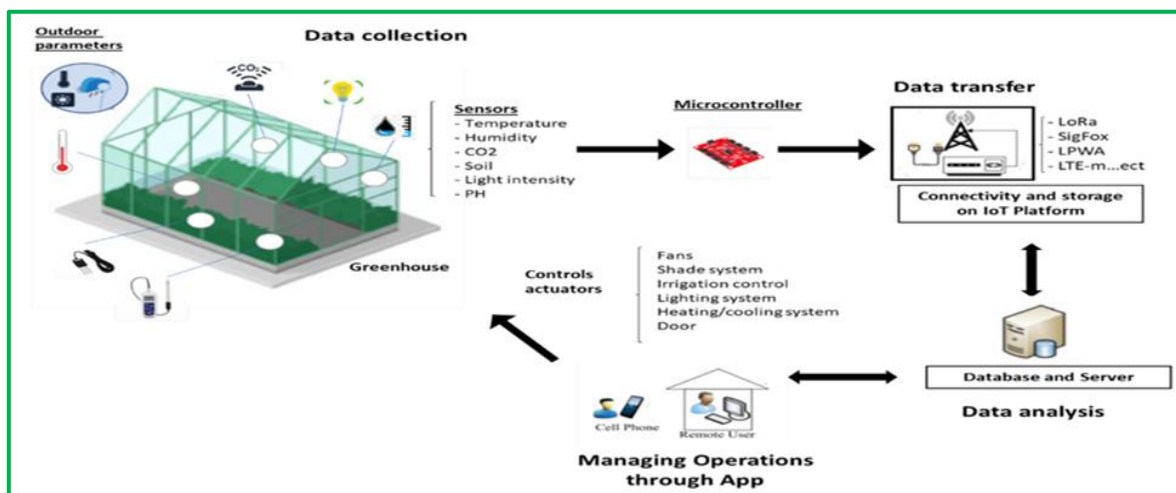 Outdoor
parameters
Data collection
CO₂
Sensors
- Temperature
- Humidity
- CO2
- Soil
- Light intensity
- PH
Greenhouse
Microcontroller
Data transfer
- LoRa
- SigFox
- LPWA
- LTE-m...ect
Connectivity and storage
on IoT Platform
Controls
actuators
Fans
Shade system
Irrigation control
Lighting system
Heating/cooling system
Door
Database and Server
Data analysis
Cell Phone
Remote User
Managing Operations
through App